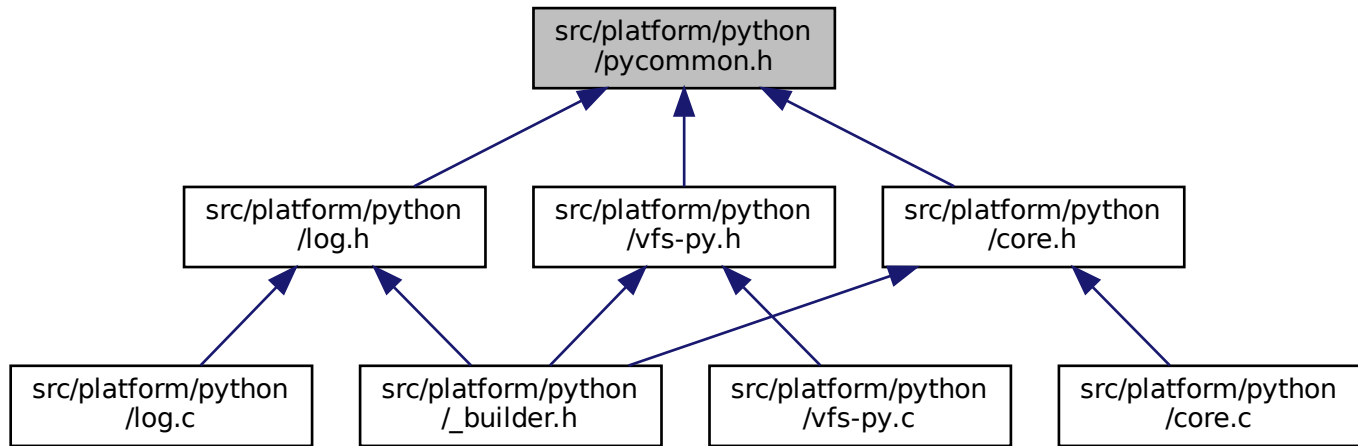 src/platform/python
/pycommon.h
src/platform/python
/log.h
src/platform/python
/vfs-py.h
src/platform/python
/core.h
src/platform/python
/log.c
src/platform/python
/_builder.h
src/platform/python
/vfs-py.c
src/platform/python
/core.c